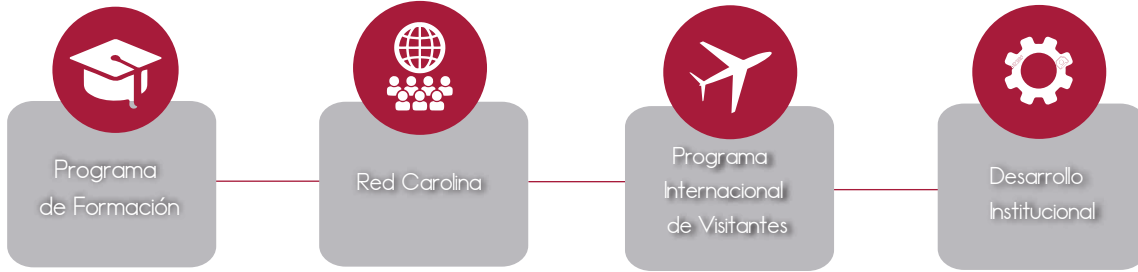 Programa
de Formación
Red Carolina
Programa
Internacional
de Visitantes
Desarrollo
Institucional